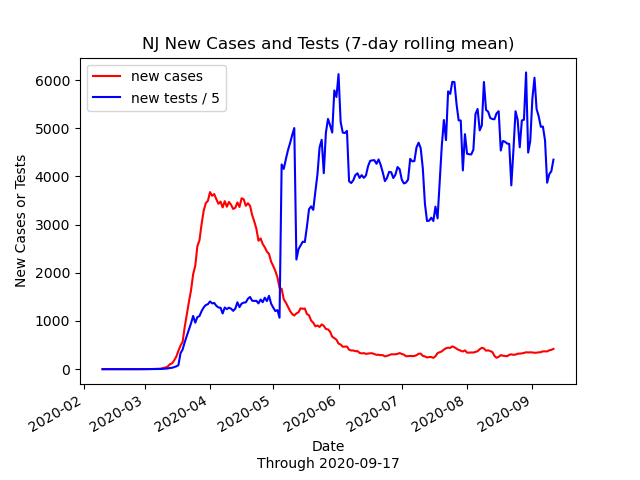 NJ New Cases and Tests (7-day rolling mean)
new cases
new tests / 5
New Cases or Tests
6000
5000
4000
3000
2000
1000
0
2020-02
2020-03
2020-04
2020-05
2020-06
2020-07
2020-08
2020-09
Date
Through 2020-09-17